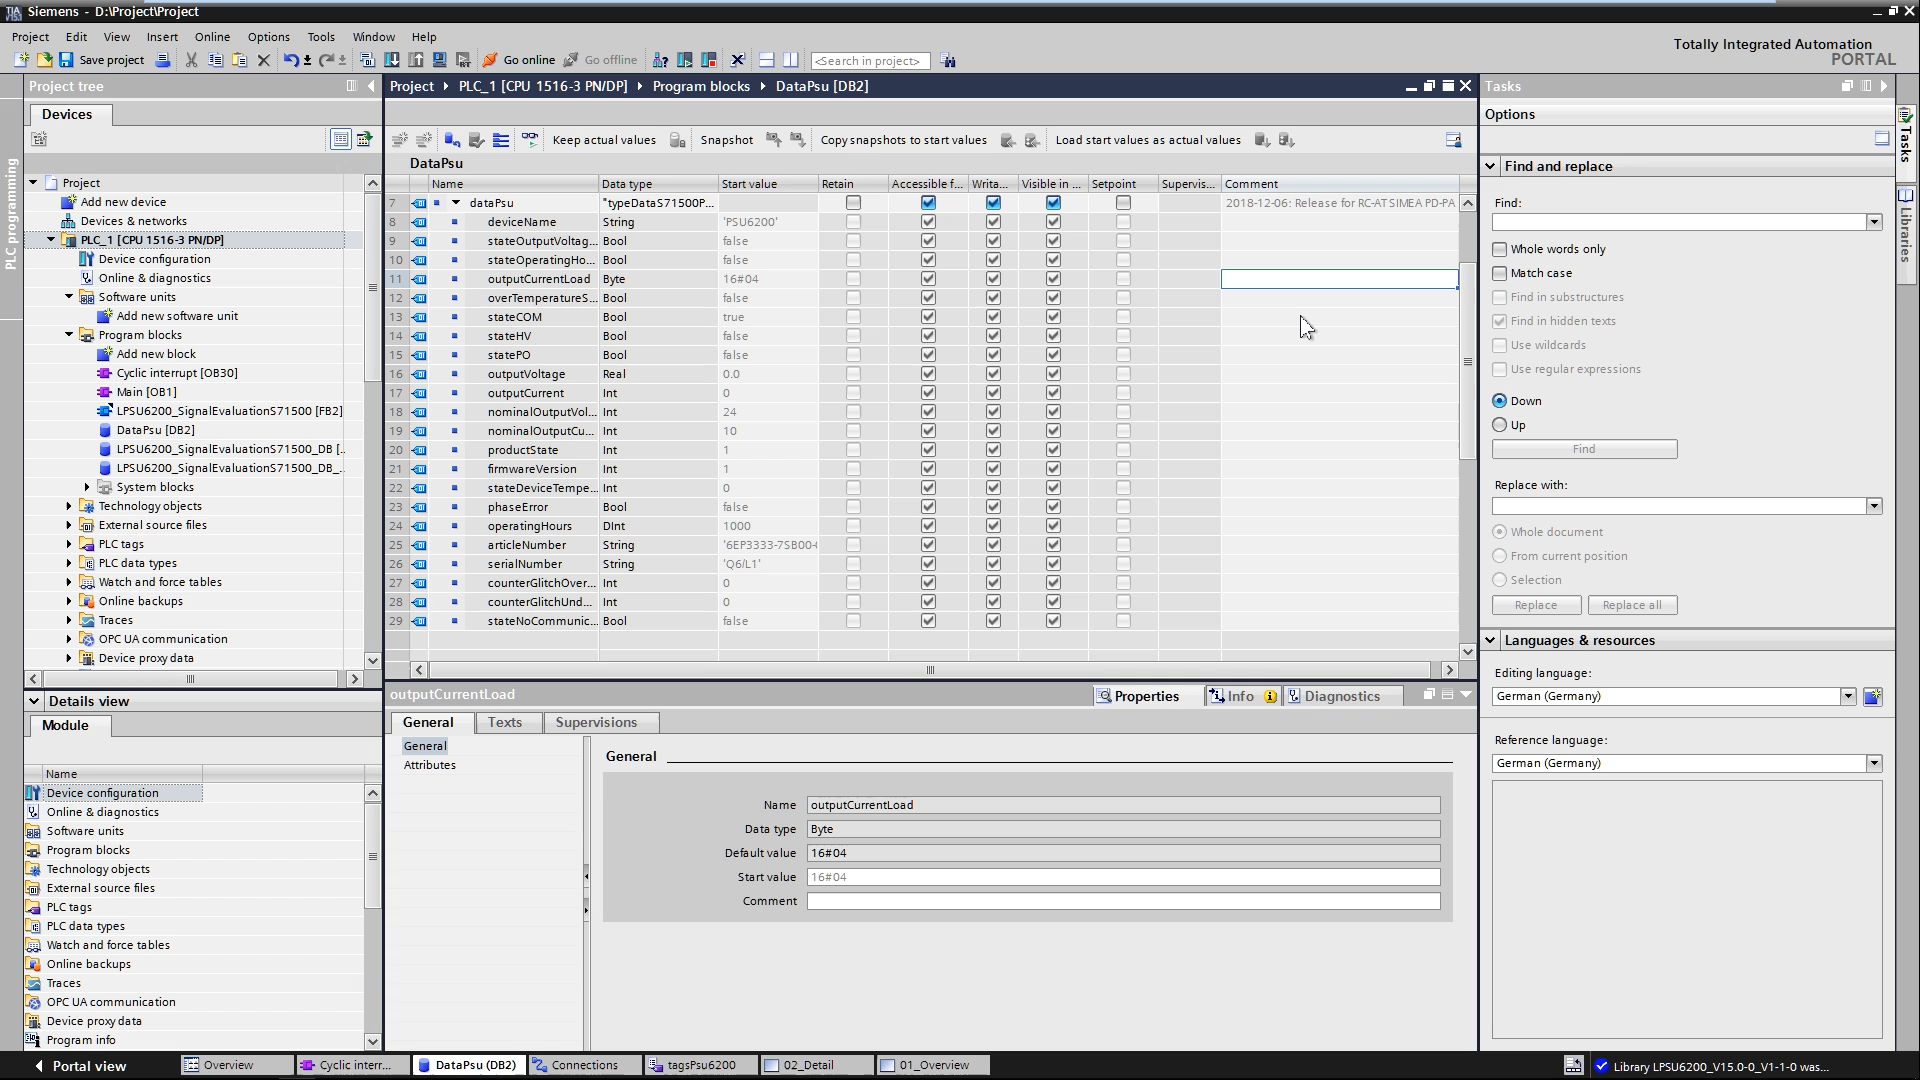 Siemens - D:\Project\Project
Project Edit View Insert Online Options Tools Window Help
Save project Go online Go offline <Search in project>
Totally Integrated Automation
PORTAL
Project tree
Devices
PLC programming
Project
Add new device
Devices & networks
PLC_1 [CPU 1516-3 PN/DP]
Device configuration
Online & diagnostics
Software units
Add new software unit
Program blocks
Add new block
Cyclic interrupt [OB30]
Main [OB1]
LPSU6200_SignalEvaluationS71500 [FB2]
DataPsu [DB2]
LPSU6200_SignalEvaluationS71500_DB [..
LPSU6200_SignalEvaluationS71500_DB_..
System blocks
Technology objects
External source files
PLC tags
PLC data types
Watch and force tables
Online backups
Traces
OPC UA communication
Device proxy data
Details view
Module
Name
Device configuration
Online & diagnostics
Software units
Program blocks
Technology objects
External source files
PLC tags
PLC data types
Watch and force tables
Online backups
Traces
OPC UA communication
Device proxy data
Program info
Project PLC_1 [CPU 1516-3 PN/DP] Program blocks DataPsu [DB2]
Keep actual values Snapshot Copy snapshots to start values Load start values as actual values
DataPsu
Name Data type Start value Retain Accessible f... Writa... Visible in ... Setpoint Supervis... Comment
7 dataPsu "typeDataS71500P... 2018-12-06: Release for RC-AT SIMEA PD-PA
8 deviceName String 'PSU6200'
9 stateOutputVoltag... Bool false
10 stateOperatingHo... Bool false
11 outputCurrentLoad Byte 16#04
12 overTemperatureS... Bool false
13 stateCOM Bool true
14 stateHV Bool false
15 statePO Bool false
16 outputVoltage Real 0.0
17 outputCurrent Int 0
18 nominalOutputVol... Int 24
19 nominalOutputCu... Int 10
20 productState Int 1
21 firmwareVersion Int 1
22 stateDeviceTempe... Int 0
23 phaseError Bool false
24 operatingHours DInt 1000
25 articleNumber String '6EP3333-7SB00-(
26 serialNumber String 'Q6/L1'
27 counterGlitchOver... Int 0
28 counterGlitchUnd... Int 0
29 stateNoCommunic... Bool false
outputCurrentLoad
Properties Info Diagnostics
General Texts Supervisions
General
Attributes
General
Name outputCurrentLoad
Data type Byte
Default value 16#04
Start value 16#04
Comment
Tasks
Options
Find and replace
Find:
Whole words only
Match case
Find in substructures
Find in hidden texts
Use wildcards
Use regular expressions
Down
Up
Find
Replace with:
Whole document
From current position
Selection
Replace Replace all
Languages & resources
Editing language:
German (Germany)
Reference language:
German (Germany)
Tasks
Libraries
Portal view Overview Cyclic interr... DataPsu (DB2) Connections tagsPsu6200 02_Detail 01_Overview Library LPSU6200_V15.0-0_V1-1-0 was...